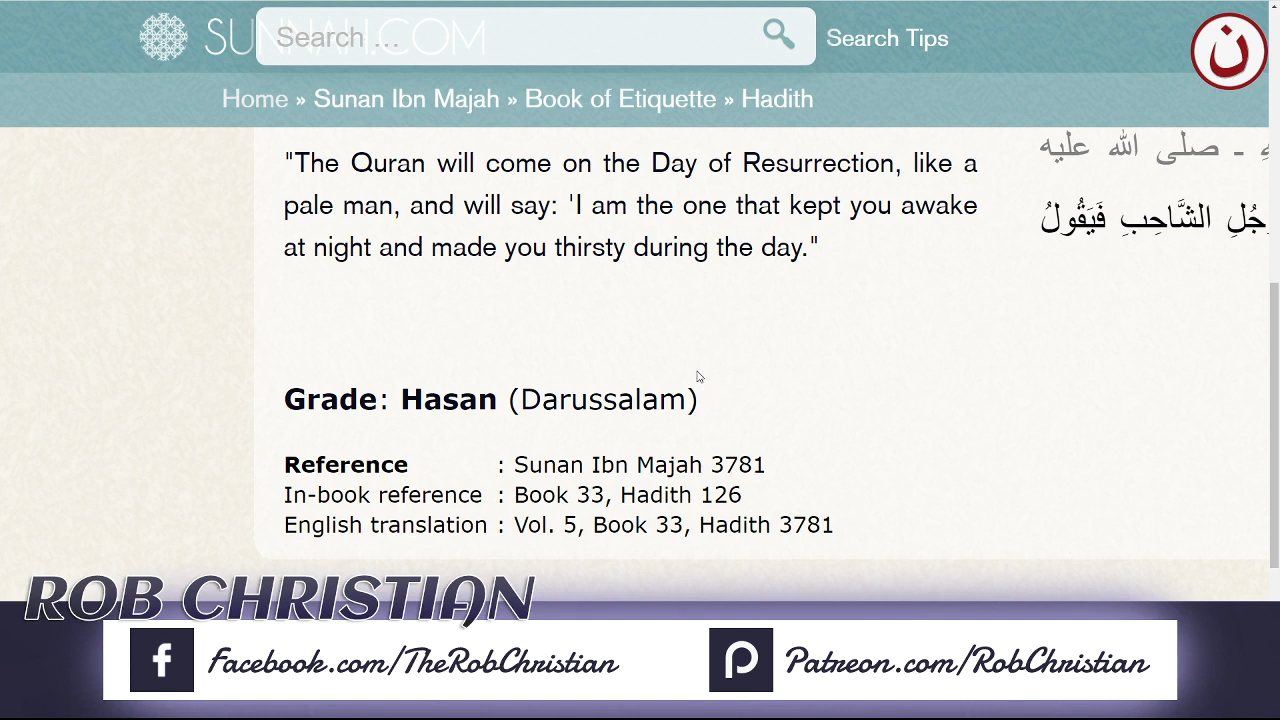 SUNNAH.COM
Search ...
Search Tips
ن
Home » Sunan Ibn Majah » Book of Etiquette » Hadith
"The Quran will come on the Day of Resurrection, like a
pale man, and will say: 'I am the one that kept you awake
at night and made you thirsty during the day."
ـ صلى الله عليه
الشَّاحِبِ فَيَقُولُ
Grade: Hasan (Darussalam)
Reference : Sunan Ibn Majah 3781
In-book reference : Book 33, Hadith 126
English translation : Vol. 5, Book 33, Hadith 3781
ROB CHRISTIAN
f Facebook.com/TheRobChristian
Patreon.com/RobChristian